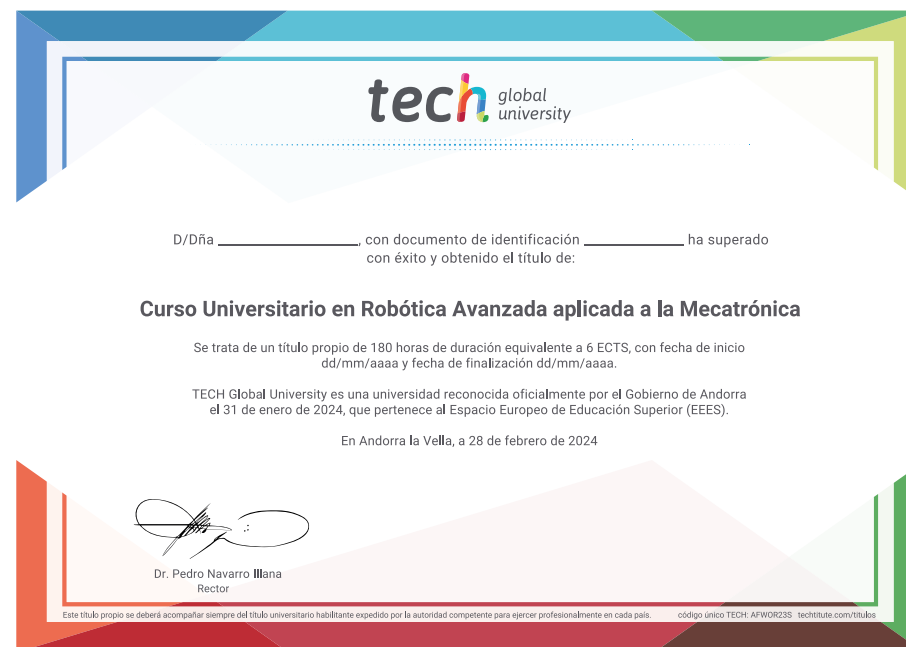 tech global university
D/Dña ____________________, con documento de identificación ______________ ha superado
con éxito y obtenido el título de:
Curso Universitario en Robótica Avanzada aplicada a la Mecatrónica
Se trata de un título propio de 180 horas de duración equivalente a 6 ECTS, con fecha de inicio
dd/mm/aaaa y fecha de finalización dd/mm/aaaa.
TECH Global University es una universidad reconocida oficialmente por el Gobierno de Andorra
el 31 de enero de 2024, que pertenece al Espacio Europeo de Educación Superior (EEES).
En Andorra la Vella, a 28 de febrero de 2024
Dr. Pedro Navarro Illana
Rector
Este título propio se deberá acompañar siempre del título universitario habilitante expedido por la autoridad competente para ejercer profesionalmente en cada país. código único TECH: AFWOR23S techtitute.com/titulos